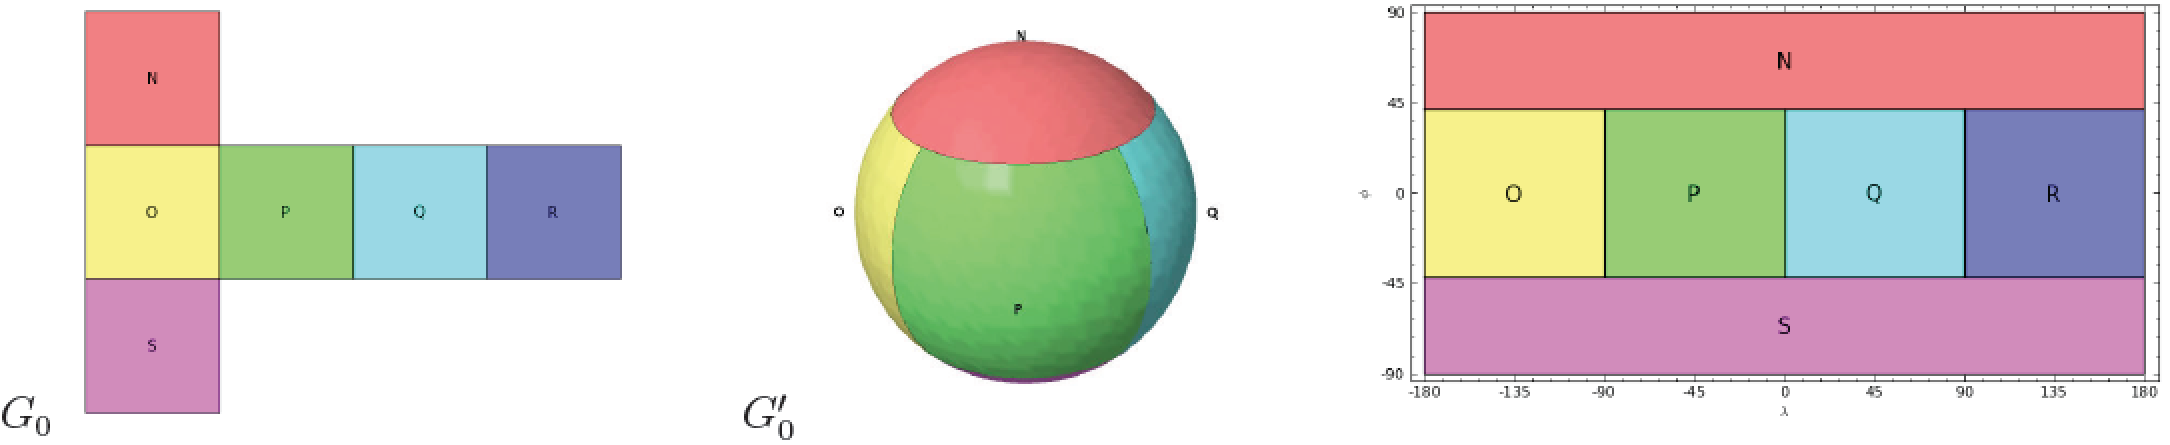 N
O P Q R
S
G₀
N
O Q
P
G′₀
90
45
0
-45
-90
φ
N
O P Q R
S
-180 -135 -90 -45 0 45 90 135 180
λ